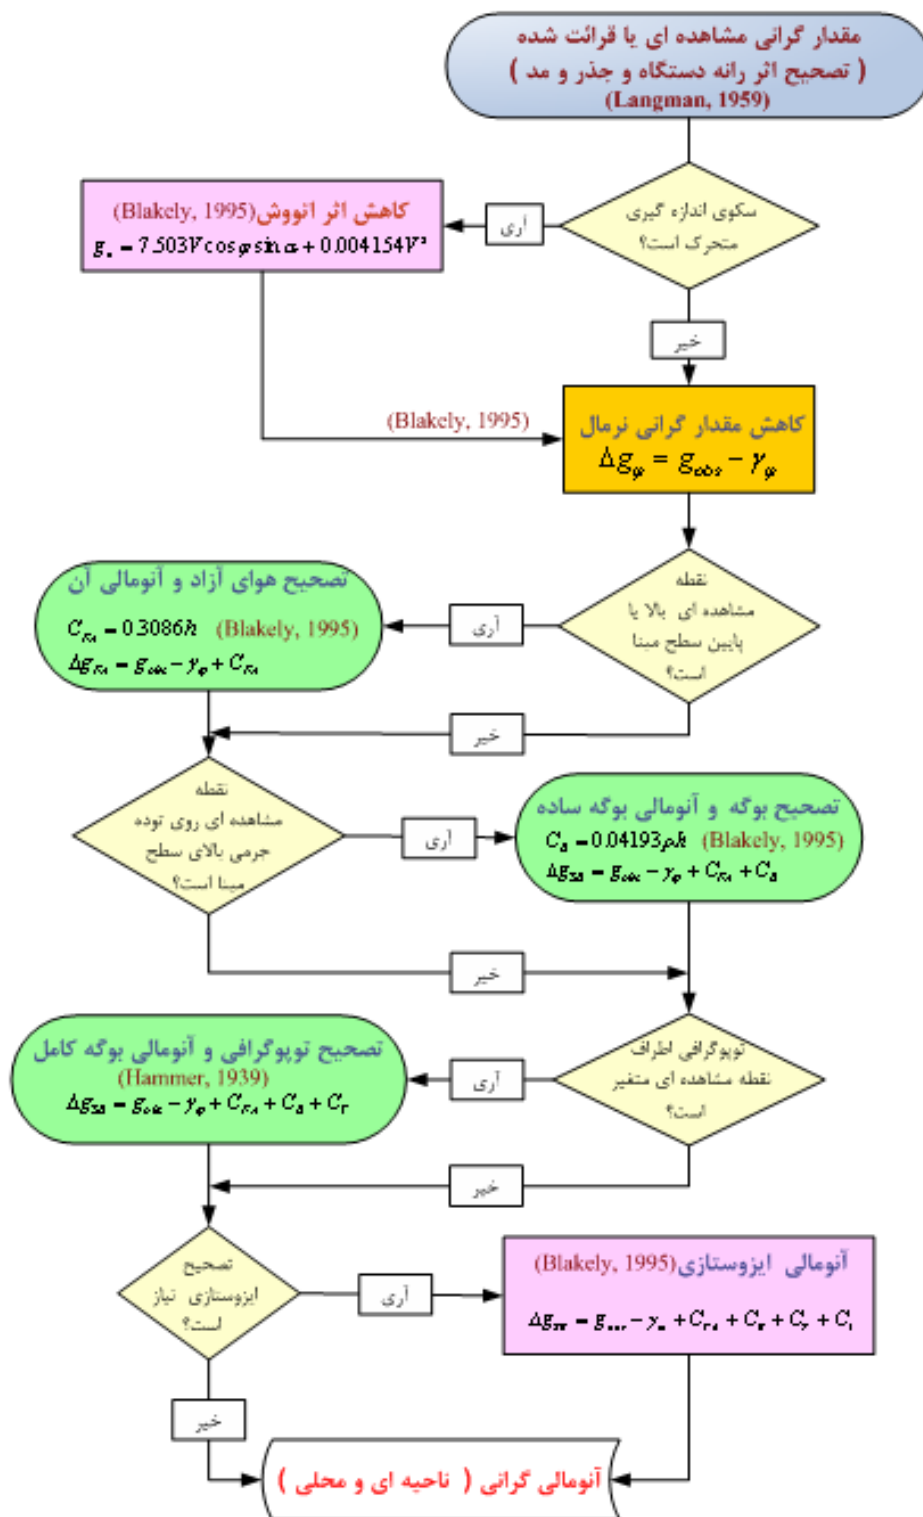 مقدار گرانی مشاهده ای یا قرائت شده
( تصحیح اثر رانه دستگاه و جذر و مد )
(Langman, 1959)
سکوی اندازه گیری
متحرک است؟
آری
کاهش اثر اتووش(Blakely, 1995)
g_e = 7.503V cos φ sin α + 0.004154V²
خیر
(Blakely, 1995)
کاهش مقدار گرانی نرمال
Δg_φ = g_obs − γ_φ
نقطه
مشاهده ای بالا یا
پایین سطح مبنا
است؟
آری
تصحیح هوای آزاد و آنومالی آن
C_FA = 0.3086h (Blakely, 1995)
Δg_FA = g_obs − γ_φ + C_FA
خیر
نقطه
مشاهده ای روی توده
جرمی بالای سطح
مبنا است؟
آری
تصحیح بوگه و آنومالی بوگه ساده
C_B = 0.04193ρh (Blakely, 1995)
Δg_SB = g_obs − γ_φ + C_FA + C_B
خیر
توپوگرافی اطراف
نقطه مشاهده ای متغیر
است؟
آری
تصحیح توپوگرافی و آنومالی بوگه کامل
(Hammer, 1939)
Δg_SB = g_obs − γ_φ + C_FA + C_B + C_T
خیر
تصحیح
ایزوستازی نیاز
است؟
آری
آنومالی ایزوستازی(Blakely, 1995)
= g − γ + C + C + C + C
خیر
آنومالی گرانی ( ناحیه ای و محلی )